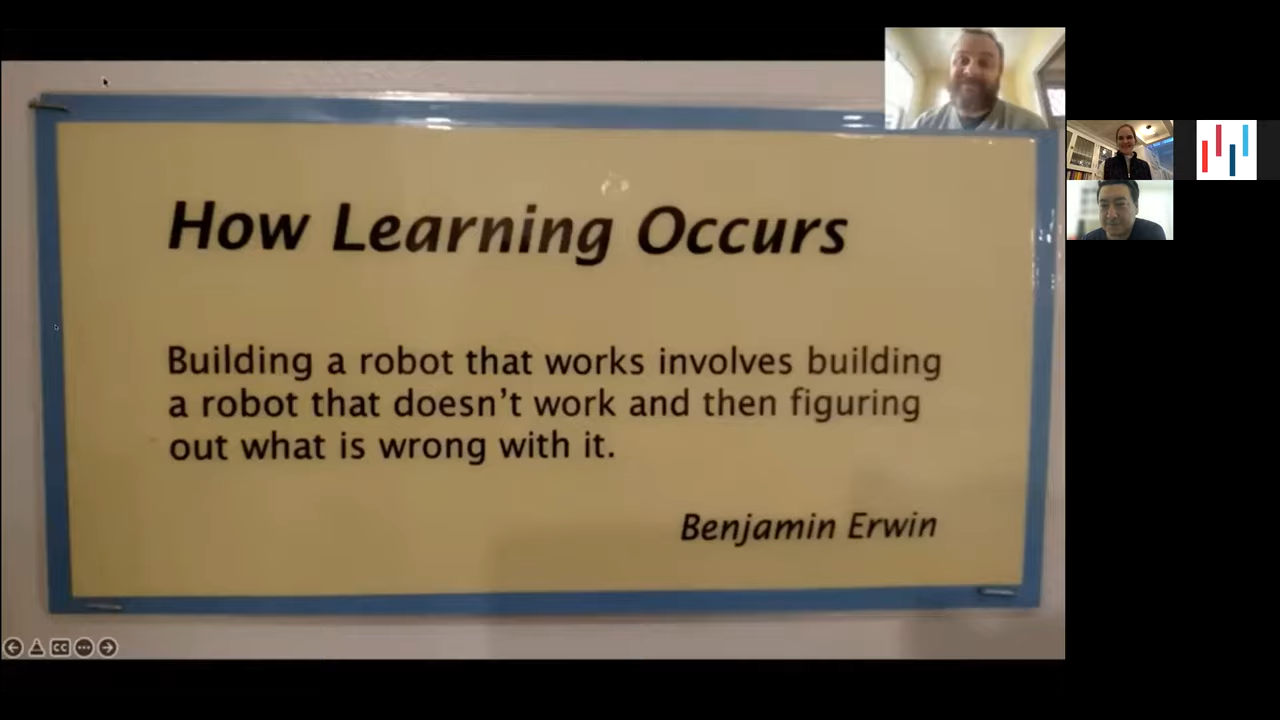 How Learning Occurs
Building a robot that works involves building
a robot that doesn't work and then figuring
out what is wrong with it.
Benjamin Erwin
CC